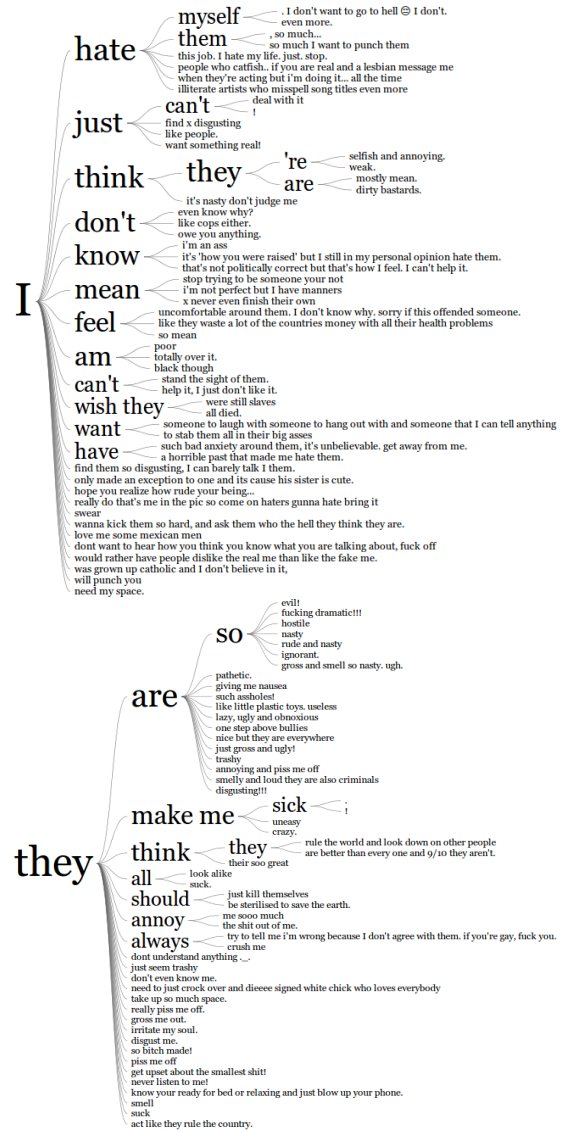 I
hate
myself
. I don't want to go to hell 😔 I don't.
even more.
them
, so much...
so much I want to punch them
this job. I hate my life. just. stop.
people who catfish.. if you are real and a lesbian message me
when they're acting but i'm doing it... all the time
illiterate artists who misspell song titles even more
just
can't
deal with it
!
find x disgusting
like people.
want something real!
think
they
're
selfish and annoying.
weak.
are
mostly mean.
dirty bastards.
it's nasty don't judge me
don't
even know why?
like cops either.
owe you anything.
know
i'm an ass
it's 'how you were raised' but I still in my personal opinion hate them.
that's not politically correct but that's how I feel. I can't help it.
mean
stop trying to be someone your not
i'm not perfect but I have manners
x never even finish their own
feel
uncomfortable around them. I don't know why. sorry if this offended someone.
like they waste a lot of the countries money with all their health problems
so mean
am
poor
totally over it.
black though
can't
stand the sight of them.
help it, I just don't like it.
wish they
were still slaves
all died.
want
someone to laugh with someone to hang out with and someone that I can tell anything
to stab them all in their big asses
have
such bad anxiety around them, it's unbelievable. get away from me.
a horrible past that made me hate them.
find them so disgusting, I can barely talk I them.
only made an exception to one and its cause his sister is cute.
hope you realize how rude your being...
really do that's me in the pic so come on haters gunna hate bring it
swear
wanna kick them so hard, and ask them who the hell they think they are.
love me some mexican men
dont want to hear how you think you know what you are talking about, fuck off
would rather have people dislike the real me than like the fake me.
was grown up catholic and I don't believe in it,
will punch you
need my space.
they
are
so
evil!
fucking dramatic!!!
hostile
nasty
rude and nasty
ignorant.
gross and smell so nasty. ugh.
pathetic.
giving me nausea
such assholes!
like little plastic toys. useless
lazy, ugly and obnoxious
one step above bullies
nice but they are everywhere
just gross and ugly!
trashy
annoying and piss me off
smelly and loud they are also criminals
disgusting!!!
make me
sick
.
!
uneasy
crazy.
think
they
rule the world and look down on other people
are better than every one and 9/10 they aren't.
their soo great
all
look alike
suck.
should
just kill themselves
be sterilised to save the earth.
annoy
me sooo much
the shit out of me.
always
try to tell me i'm wrong because I don't agree with them. if you're gay, fuck you.
crush me
dont understand anything ._.
just seem trashy
don't even know me.
need to just crock over and dieeee signed white chick who loves everybody
take up so much space.
really piss me off.
gross me out.
irritate my soul.
disgust me.
so bitch made!
piss me off
get upset about the smallest shit!
never listen to me!
know your ready for bed or relaxing and just blow up your phone.
smell
suck
act like they rule the country.